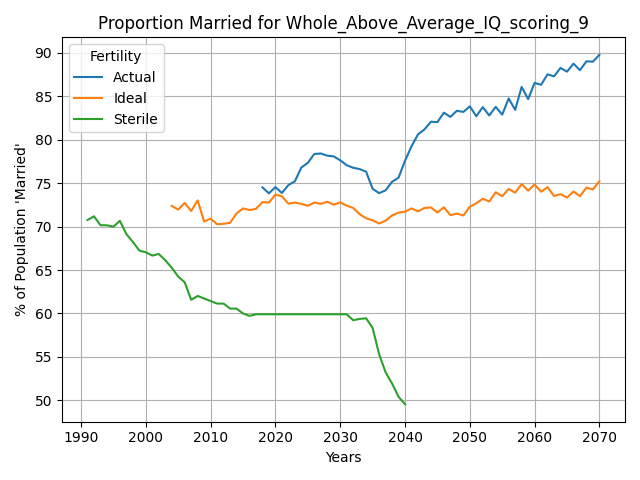 Proportion Married for Whole_Above_Average_IQ_scoring_9
% of Population 'Married'
90
85
80
75
70
65
60
55
50
Fertility
Actual
Ideal
Sterile
1990 2000 2010 2020 2030 2040 2050 2060 2070
Years